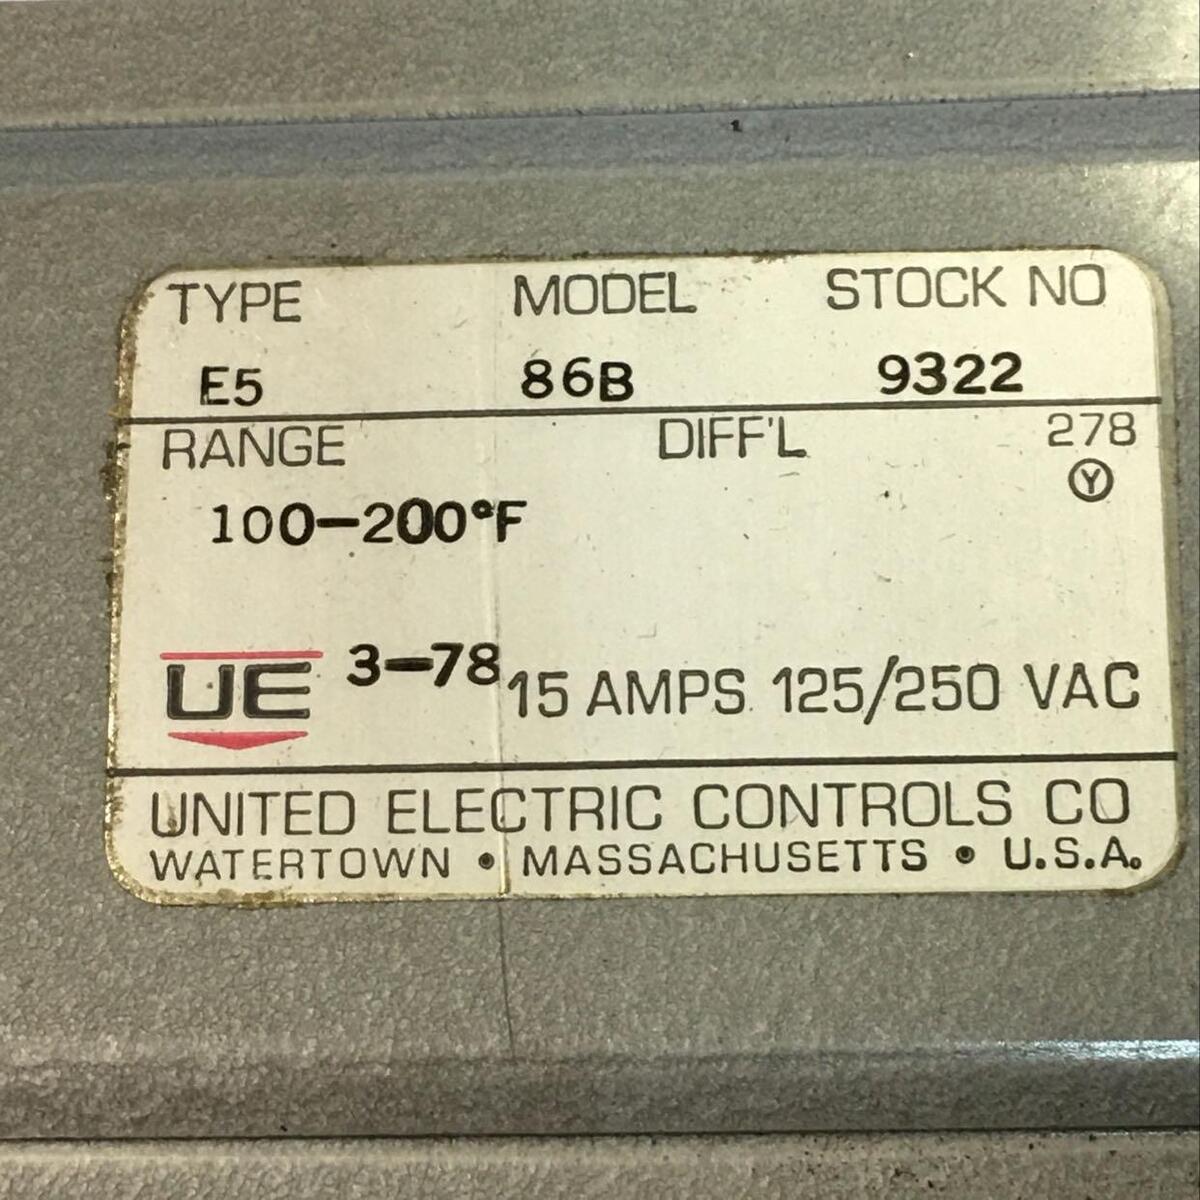 TYPE MODEL STOCK NO
E5 86B 9322
RANGE DIFF'L 278
Y
100-200°F
UE 3-78 15 AMPS 125/250 VAC
UNITED ELECTRIC CONTROLS CO
WATERTOWN • MASSACHUSETTS • U.S.A.